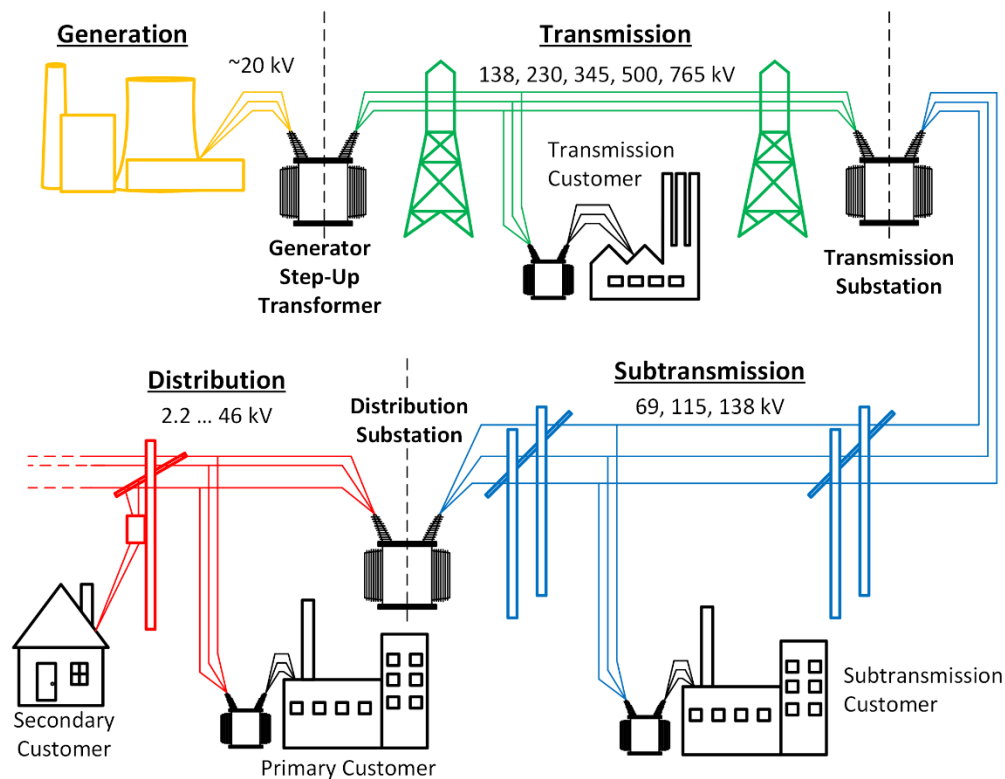 Generation
~20 kV
Transmission
138, 230, 345, 500, 765 kV
Transmission
Customer
Generator
Step-Up
Transformer
Transmission
Substation
Distribution
2.2 ... 46 kV
Distribution
Substation
Subtransmission
69, 115, 138 kV
Secondary
Customer
Primary Customer
Subtransmission
Customer